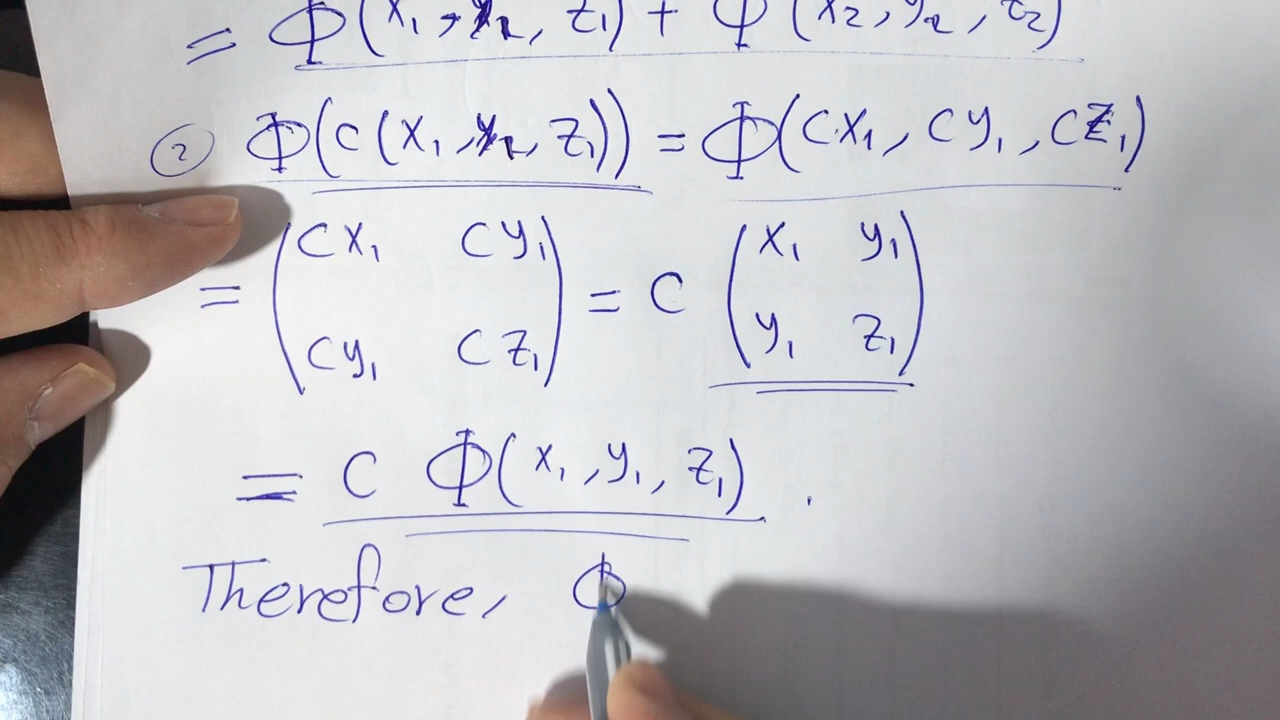 = Φ(x₁, y₁, z₁) + Φ(x₂, y₂, z₂)
② Φ(c(x₁, y₁, z₁)) = Φ(cx₁, cy₁, cz₁)
= ( cx₁ cy₁ ) = c ( x₁ y₁ )
( cy₁ cz₁ ) ( y₁ z₁ )
= c Φ(x₁, y₁, z₁) .
Therefore, Φ